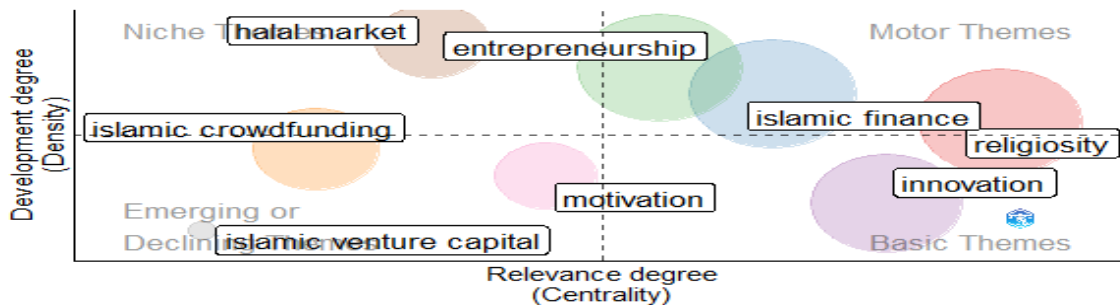 Niche Themes
halal market
entrepreneurship
Motor Themes
islamic crowdfunding
islamic finance
religiosity
motivation
innovation
Emerging or
Declining Themes
islamic venture capital
Basic Themes
Development degree
(Density)
Relevance degree
(Centrality)